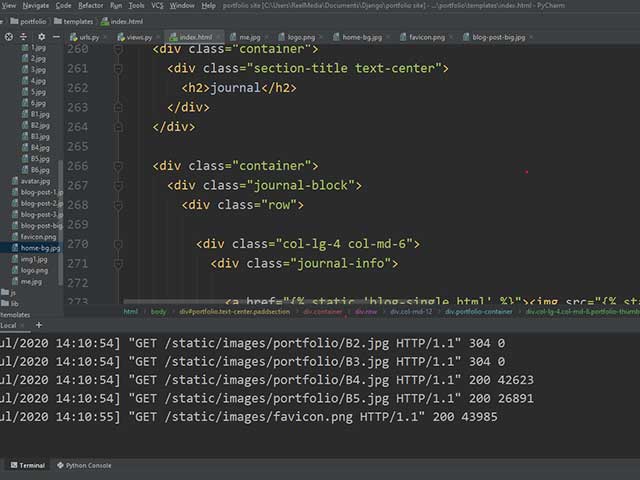 View Navigate Code Refactor Run Tools VCS Window Help portfolio site [C:\Users\ReelMedia\Documents\Django\portfolio site] - ...\portfolio\templates\index.html - PyCharm
portfolio templates index.html
urls.py views.py index.html me.jpg logo.png home-bg.jpg favicon.png blog-post-big.jpg
1.jpg
2.jpg
3.jpg
4.jpg
5.jpg
6.jpg
B1.jpg
B2.jpg
B3.jpg
B4.jpg
B5.jpg
B6.jpg
avatar.jpg
blog-post-1.
blog-post-2.
blog-post-3.
blog-post-big
favicon.png
home-bg.jpg
img1.jpg
logo.png
me.jpg
js
lib
templates
260 <div class="container">
261 <div class="section-title text-center">
262 <h2>journal</h2>
263 </div>
264 </div>
265
266 <div class="container">
267 <div class="journal-block">
268 <div class="row">
269
270 <div class="col-lg-4 col-md-6">
271 <div class="journal-info">
273 <a href="{% static 'blog-single.html' %}"><img src="{% st
html body div#portfolio.text-center.paddsection div.container div.row div.col-md-12 div.portfolio-container div.col-lg-4.col-md-6.portfolio-thumb
Local × +
ul/2020 14:10:54] "GET /static/images/portfolio/B2.jpg HTTP/1.1" 304 0
ul/2020 14:10:54] "GET /static/images/portfolio/B3.jpg HTTP/1.1" 304 0
ul/2020 14:10:54] "GET /static/images/portfolio/B4.jpg HTTP/1.1" 200 42623
ul/2020 14:10:54] "GET /static/images/portfolio/B5.jpg HTTP/1.1" 200 26891
ul/2020 14:10:55] "GET /static/images/favicon.png HTTP/1.1" 200 43985
Terminal Python Console